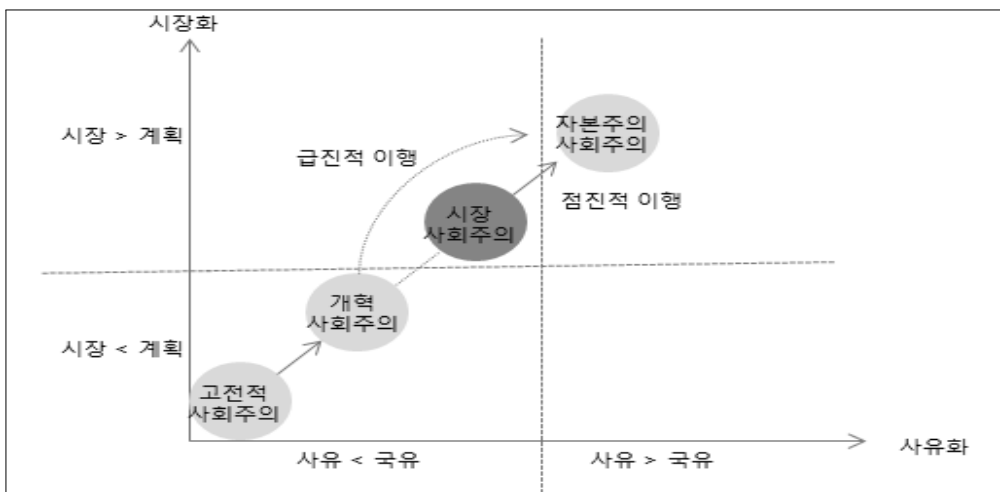 시장화
시장 > 계획
급진적 이행
자본주의
사회주의
점진적 이행
시장
사회주의
개혁
사회주의
시장 < 계획
고전적
사회주의
사유 < 국유
사유 > 국유
사유화